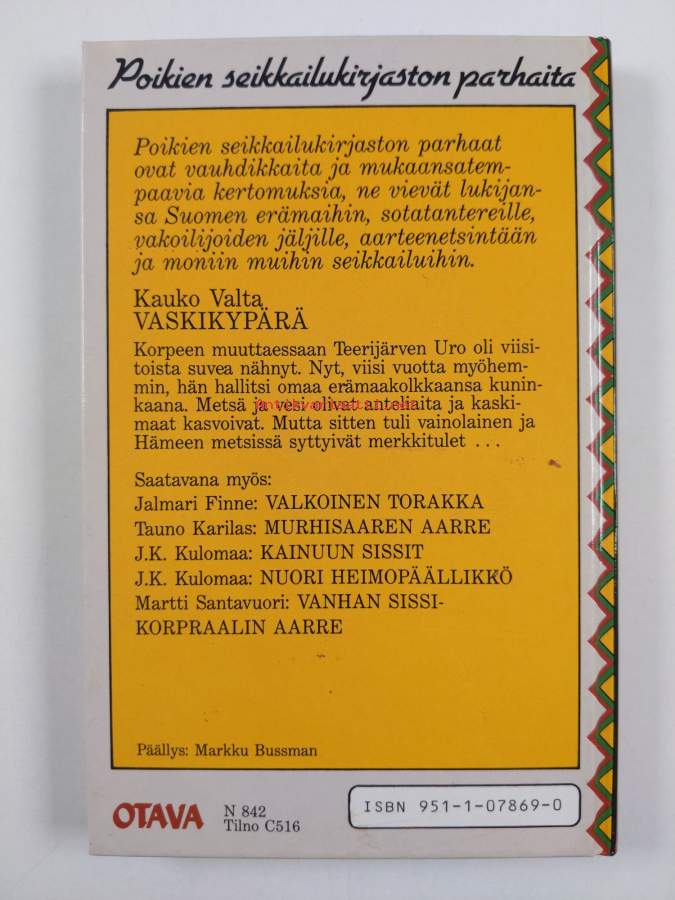 Poikien seikkailukirjaston parhaita
Poikien seikkailukirjaston parhaat
ovat vauhdikkaita ja mukaansatem-
paavia kertomuksia, ne vievät lukijan-
sa Suomen erämaihin, sotatantereille,
vakoilijoiden jäljille, aarteenetsintään
ja moniin muihin seikkailuihin.
Kauko Valta
VASKIKYPÄRÄ
Korpeen muuttaessaan Teerijärven Uro oli viisi-
toista suvea nähnyt. Nyt, viisi vuotta myöhem-
min, hän hallitsi omaa erämaakolkkaansa kunin-
kaana. Metsä ja vesi olivat anteliaita ja kaski-
maat kasvoivat. Mutta sitten tuli vainolainen ja
Hämeen metsissä syttyivät merkkitulet ...
Saatavana myös:
Jalmari Finne: VALKOINEN TORAKKA
Tauno Karilas: MURHISAAREN AARRE
J.K. Kulomaa: KAINUUN SISSIT
J.K. Kulomaa: NUORI HEIMOPÄÄLLIKKÖ
Martti Santavuori: VANHAN SISSI-
KORPRAALIN AARRE
Päällys: Markku Bussman
OTAVA
N 842
Tilno C516
ISBN 951-1-07869-0